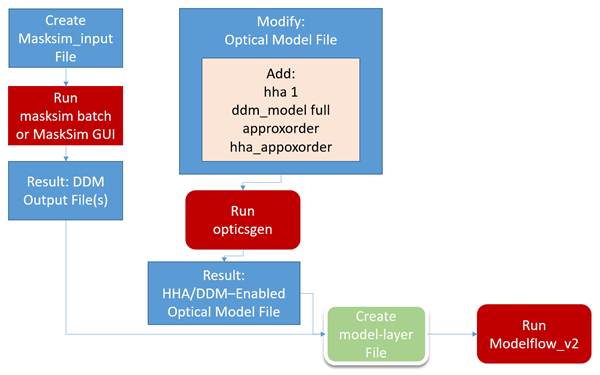 Create
Masksim_input
File
Run
masksim batch
or MaskSim GUI
Result: DDM
Output File(s)
Modify:
Optical Model File
Add:
hha 1
ddm_model full
approxorder
hha_appoxorder
Run
opticsgen
Result:
HHA/DDM–Enabled
Optical Model File
Create
model-layer
File
Run
Modelflow_v2